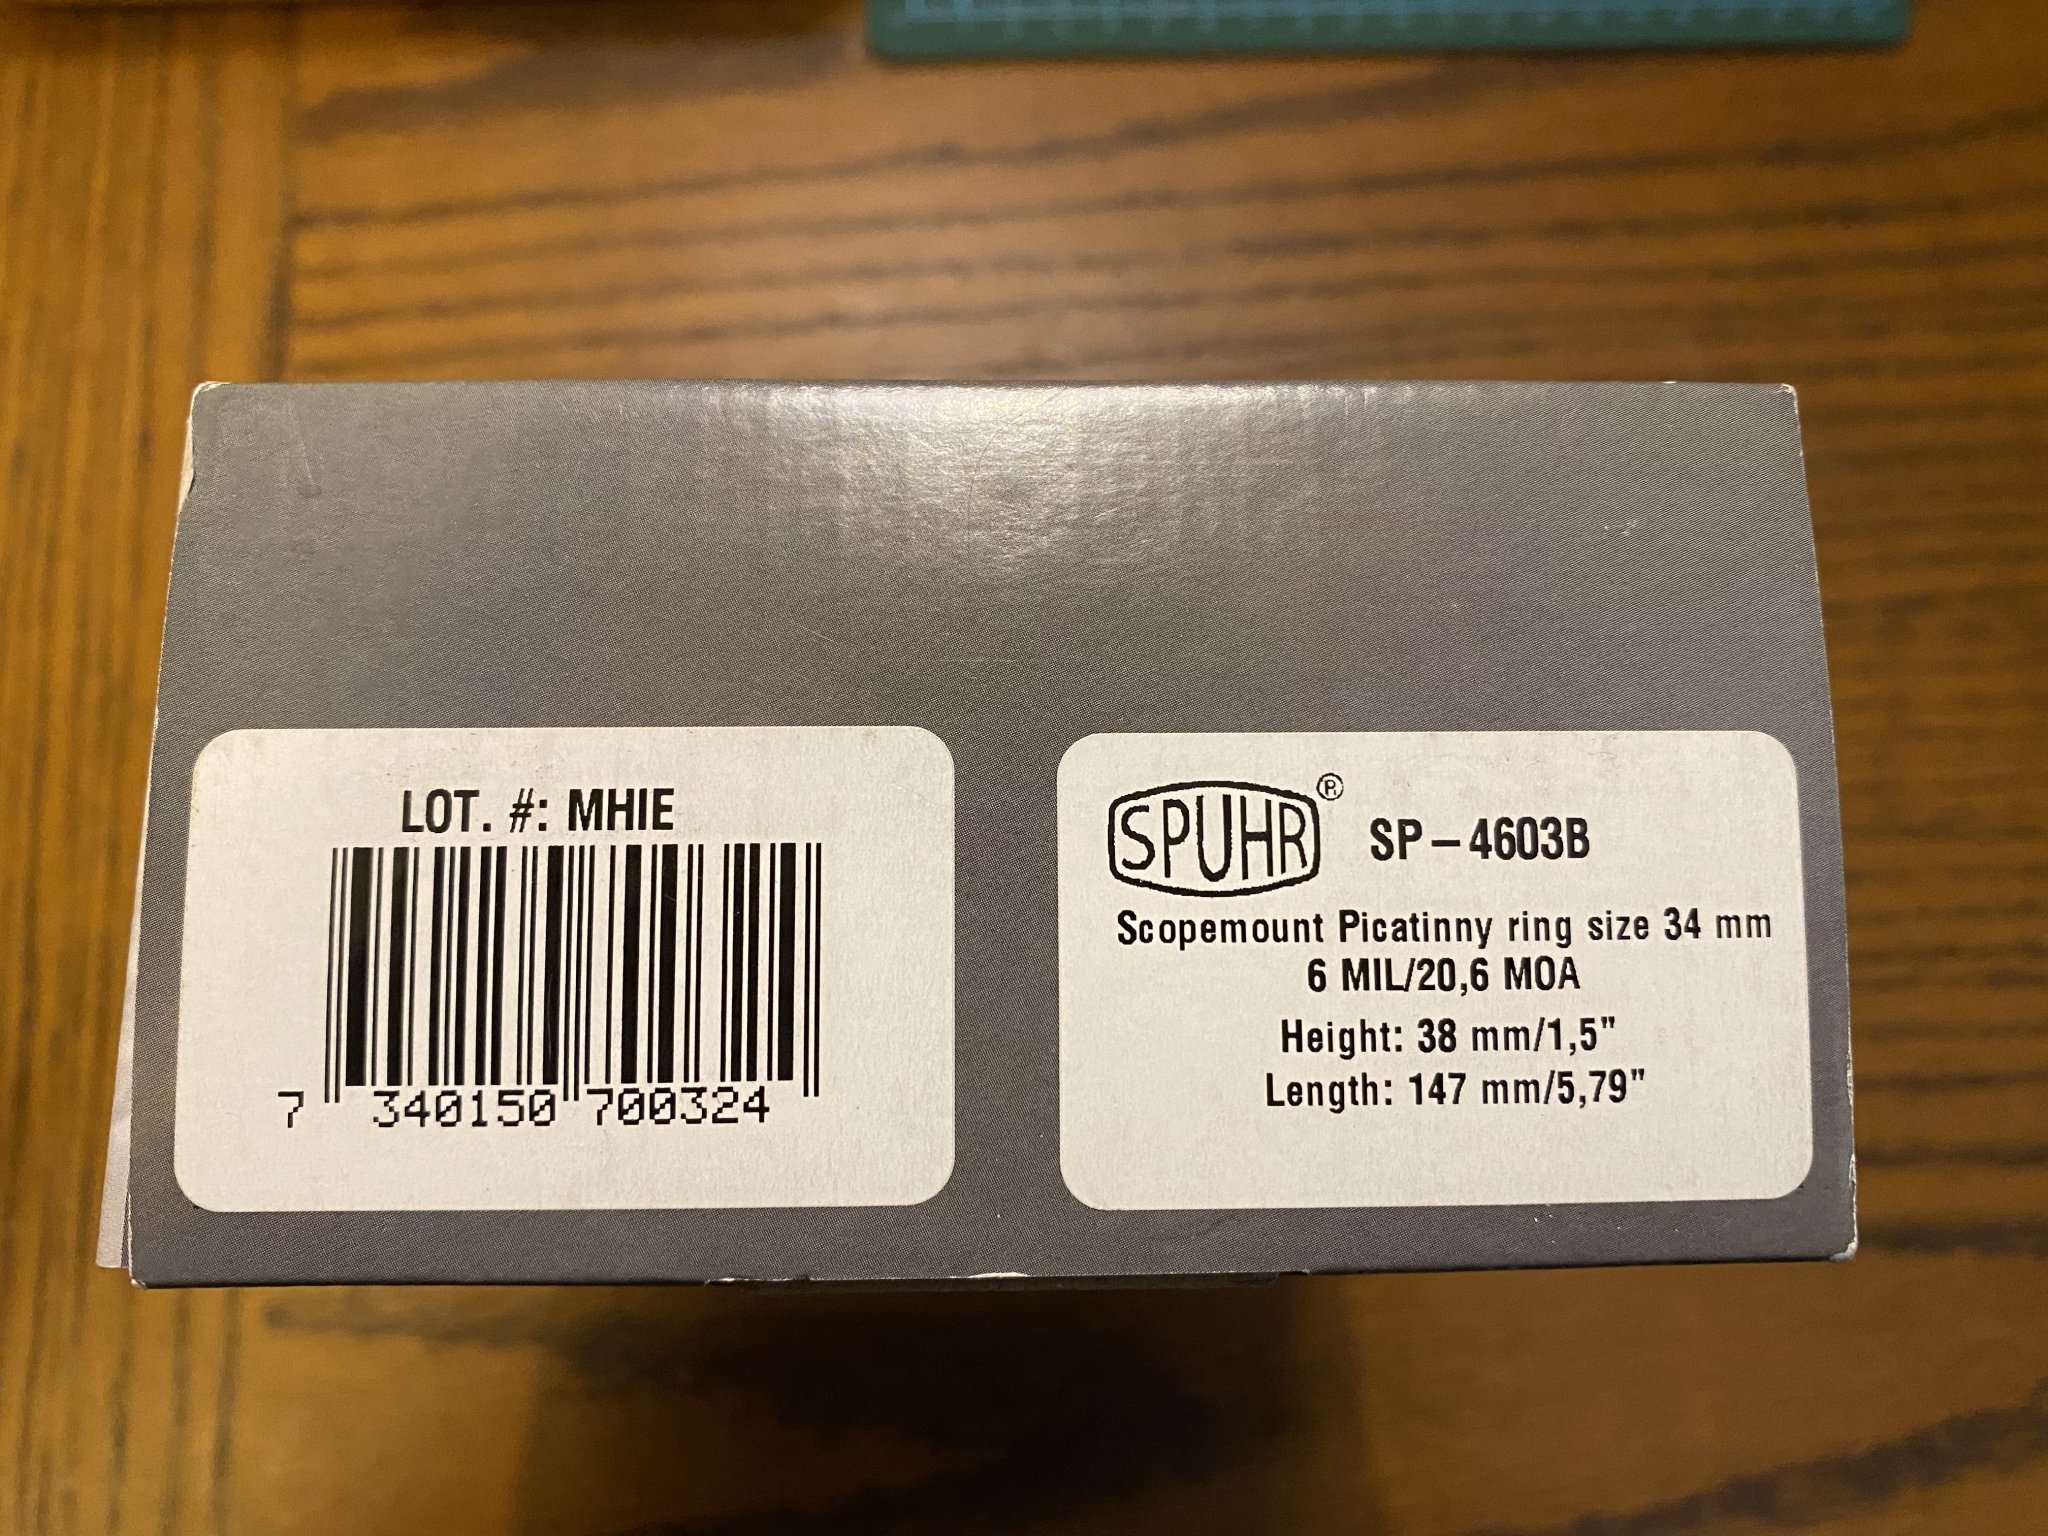 LOT. #: MHIE
7 340150 700324
SPUHR® SP-4603B
Scopemount Picatinny ring size 34 mm
6 MIL/20,6 MOA
Height: 38 mm/1,5"
Length: 147 mm/5,79"